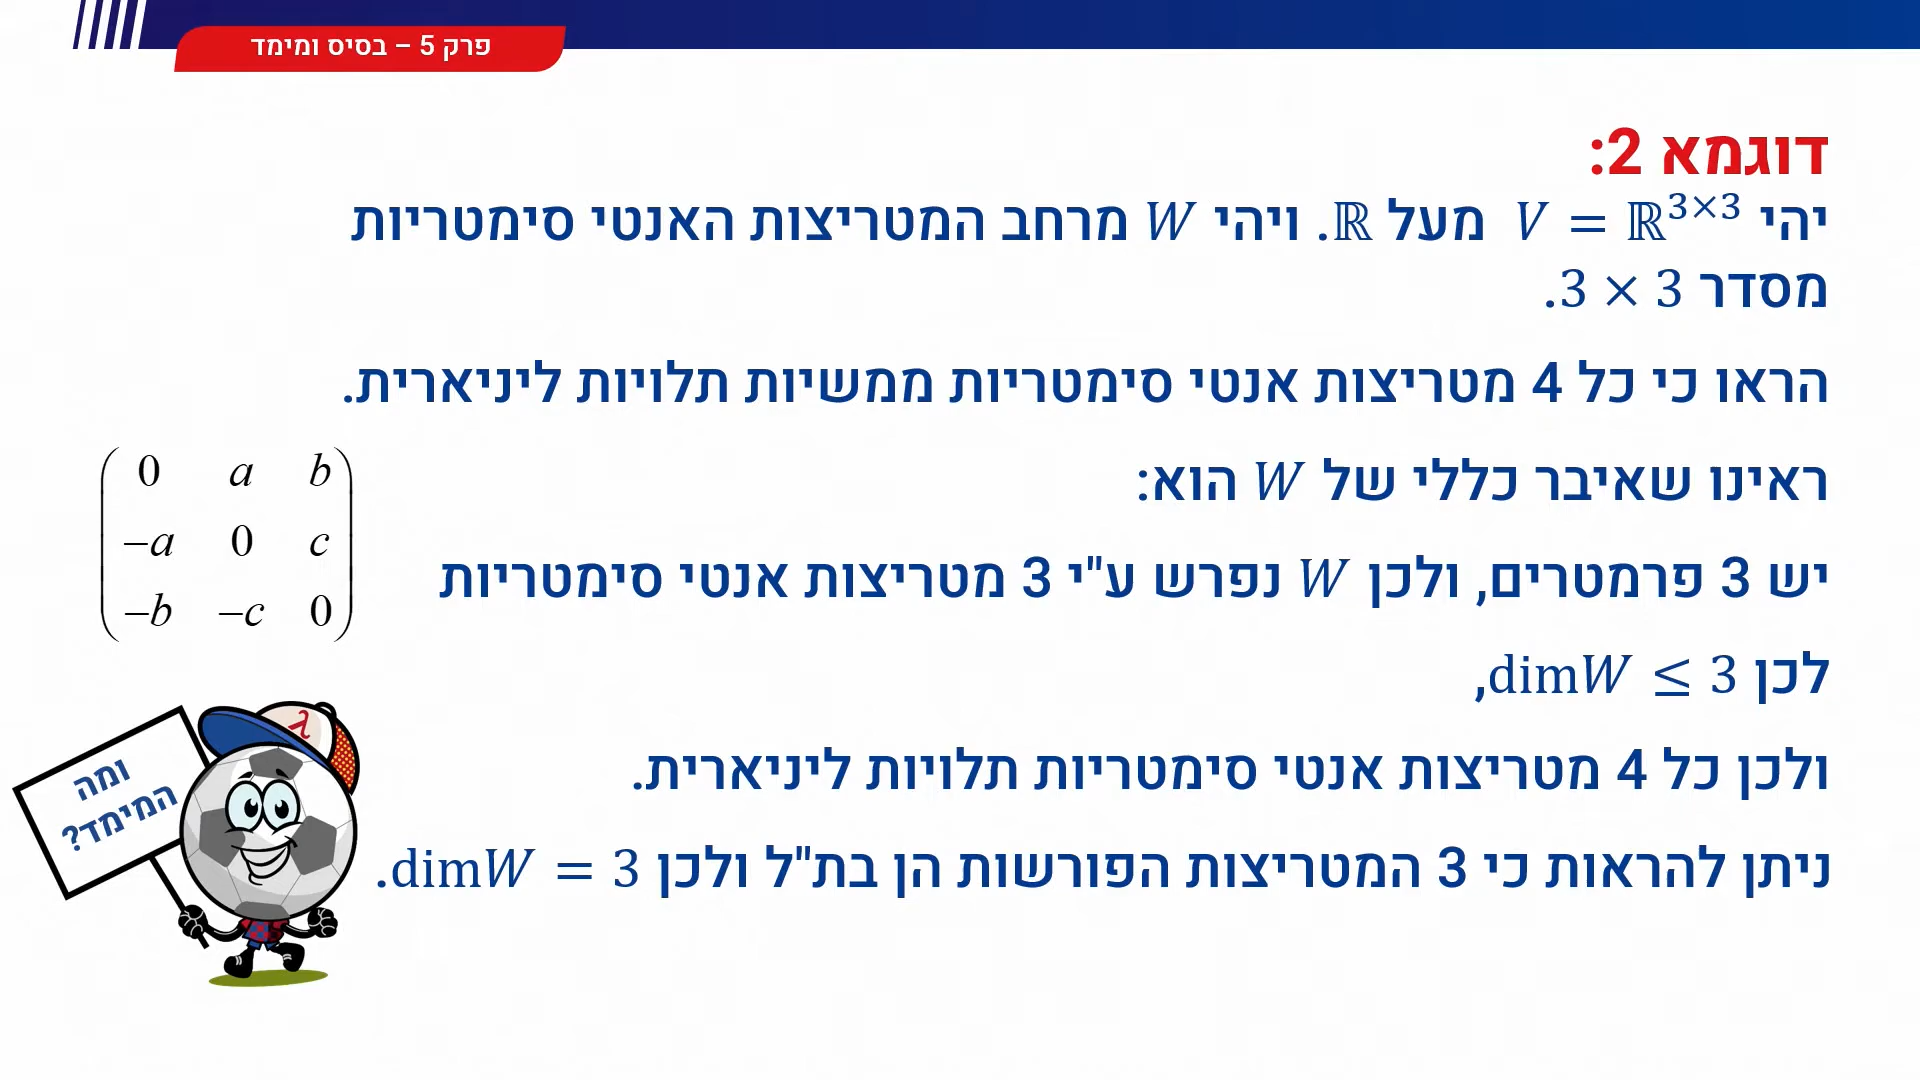 פרק 5 – בסיס ומימד
דוגמא 2:
יהי V = ℝ^{3×3} מעל ℝ. ויהי W מרחב המטריצות האנטי סימטריות
מסדר 3 × 3.
הראו כי כל 4 מטריצות אנטי סימטריות ממשיות תלויות ליניארית.
ראינו שאיבר כללי של W הוא:
0 a b
−a 0 c
−b −c 0
יש 3 פרמטרים, ולכן W נפרש ע"י 3 מטריצות אנטי סימטריות
לכן dimW ≤ 3,
ולכן כל 4 מטריצות אנטי סימטריות תלויות ליניארית.
ניתן להראות כי 3 המטריצות הפורשות הן בת"ל ולכן dimW = 3.
λ
ומה
המימד?